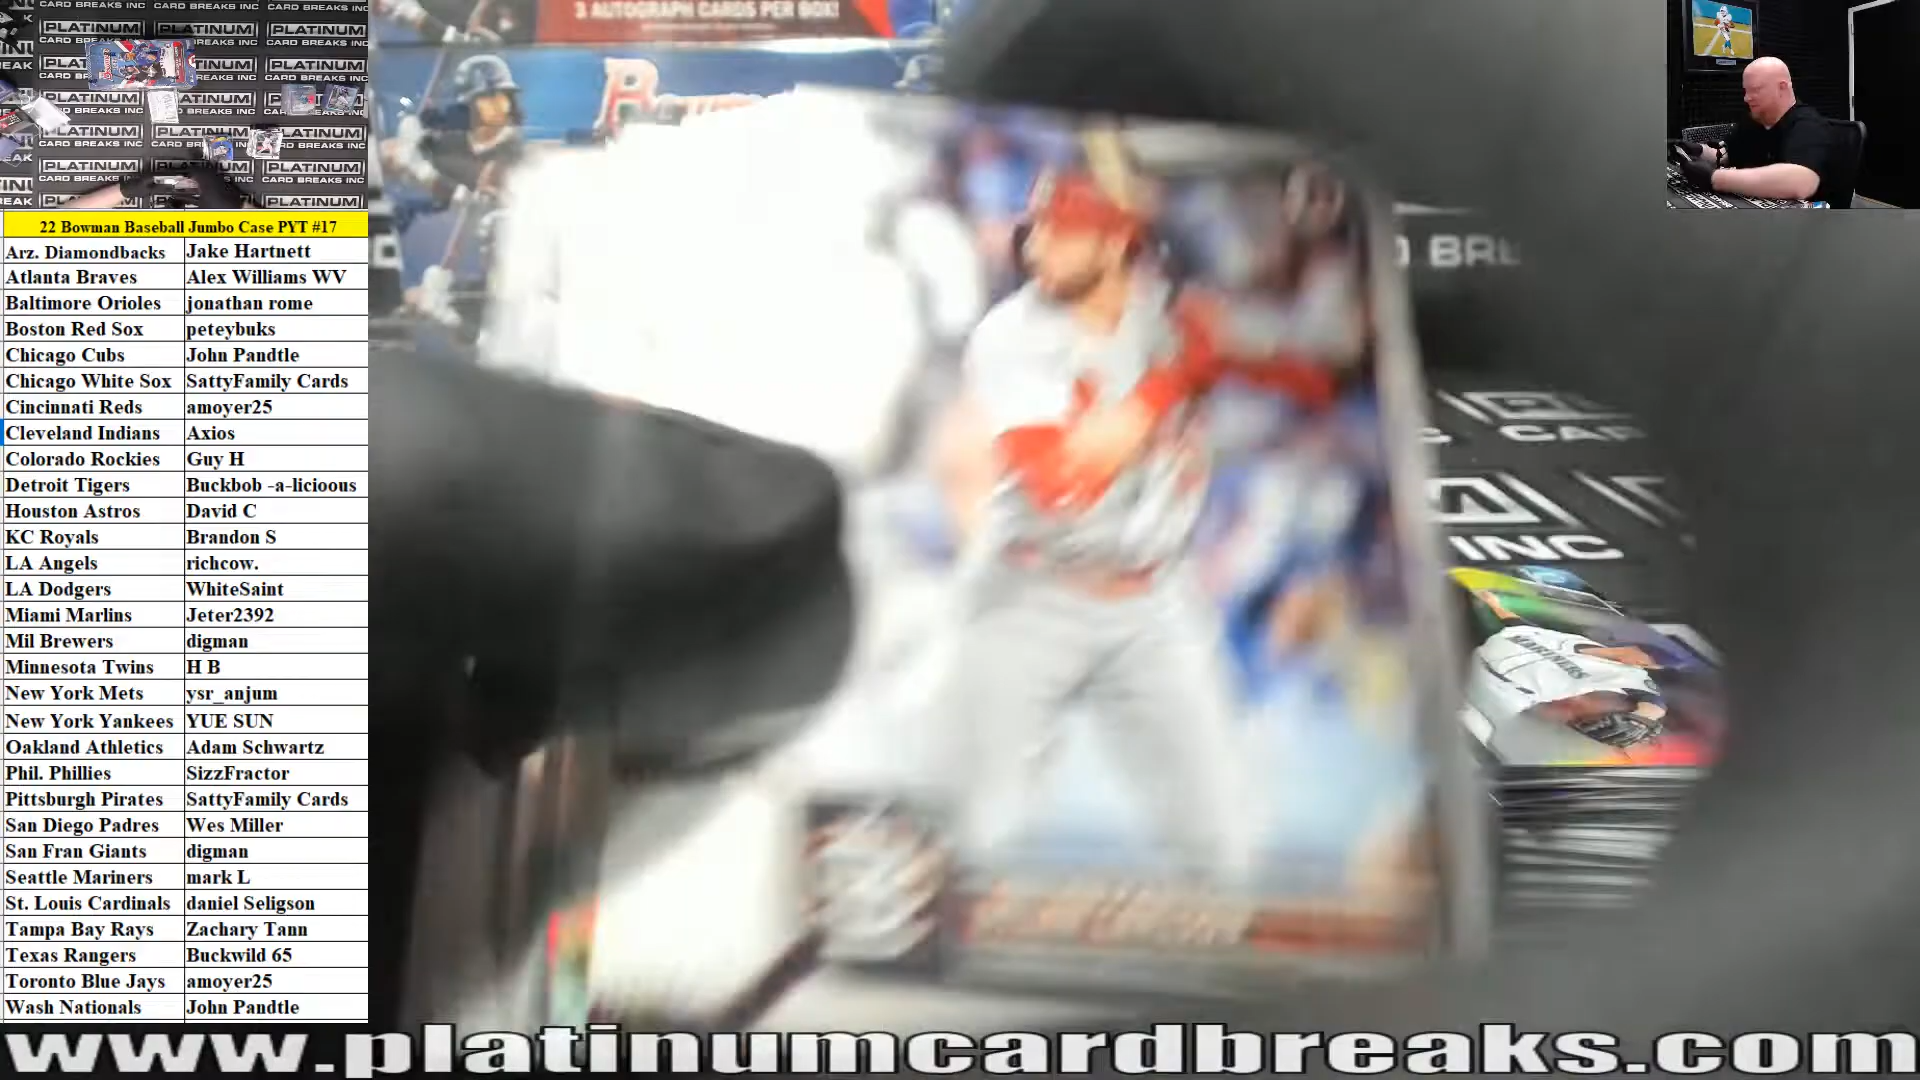 3 AUTOGRAPH CARDS PER BOX!
PLATINUM
CARD BREAKS INC
22 Bowman Baseball Jumbo Case PYT #17
Arz. Diamondbacks Jake Hartnett
Atlanta Braves Alex Williams WV
Baltimore Orioles jonathan rome
Boston Red Sox peteybuks
Chicago Cubs John Pandtle
Chicago White Sox SattyFamily Cards
Cincinnati Reds amoyer25
Cleveland Indians Axios
Colorado Rockies Guy H
Detroit Tigers Buckbob -a-licioous
Houston Astros David C
KC Royals Brandon S
LA Angels richcow.
LA Dodgers WhiteSaint
Miami Marlins Jeter2392
Mil Brewers digman
Minnesota Twins H B
New York Mets ysr_anjum
New York Yankees YUE SUN
Oakland Athletics Adam Schwartz
Phil. Phillies SizzFractor
Pittsburgh Pirates SattyFamily Cards
San Diego Padres Wes Miller
San Fran Giants digman
Seattle Mariners mark L
St. Louis Cardinals daniel Seligson
Tampa Bay Rays Zachary Tann
Texas Rangers Buckwild 65
Toronto Blue Jays amoyer25
Wash Nationals John Pandtle
INC
MARINERS
www.platinumcardbreaks.com